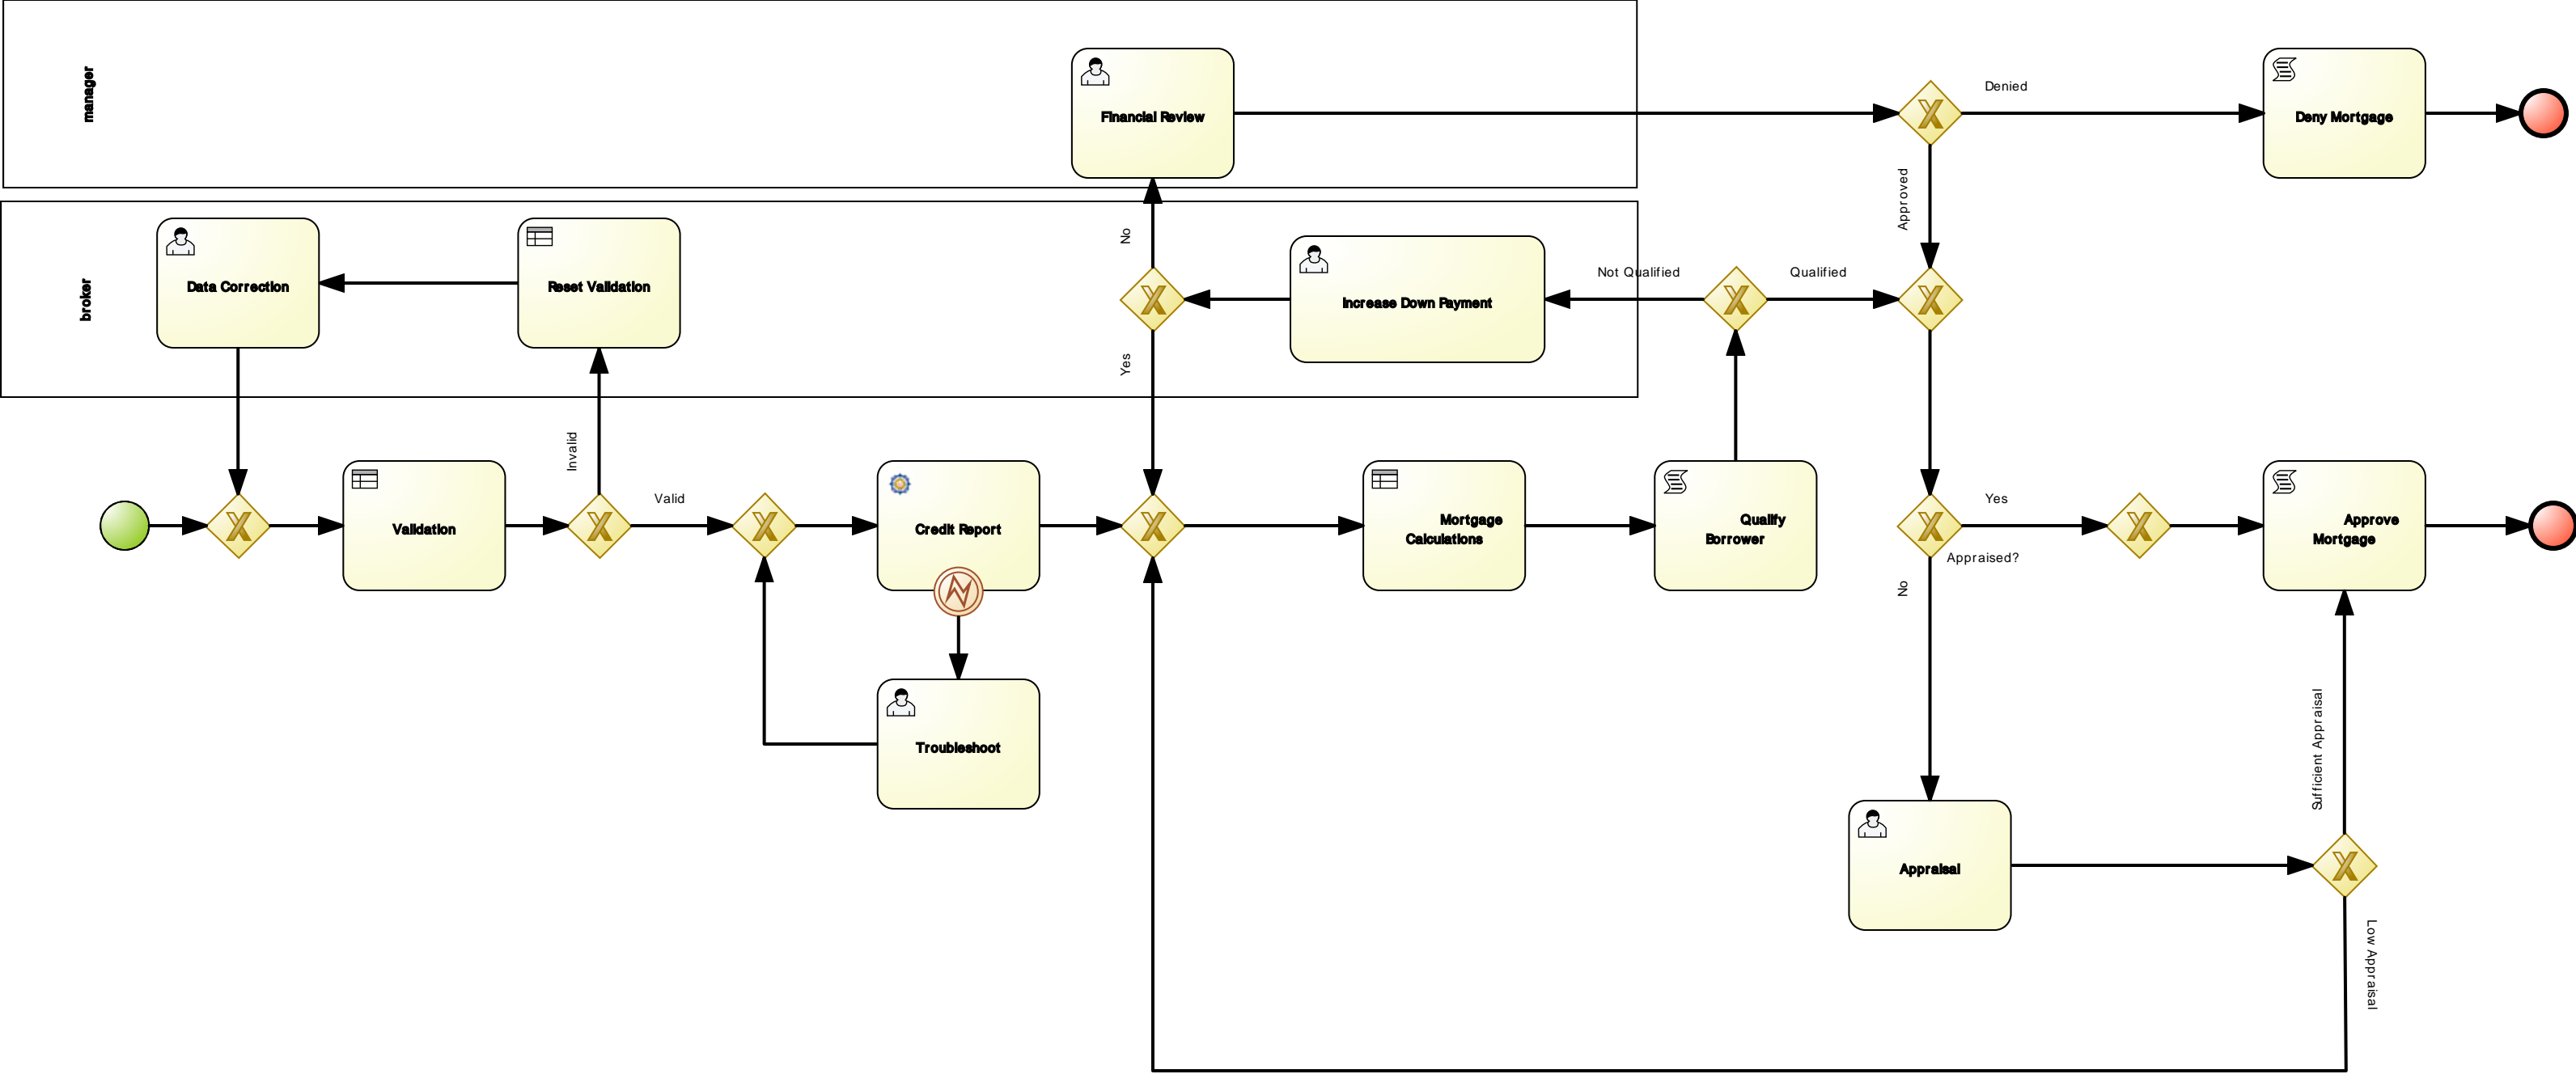 manager
Financial Review
Denied
Deny Mortgage
Approved
broker
Data Correction
Reset Validation
No
Increase Down Payment
Not Qualified
Qualified
Yes
Invalid
Validation
Valid
Credit Report
Mortgage
Calculations
Qualify
Borrower
Yes
Appraised?
Approve
Mortgage
No
Troubleshoot
Sufficient Appraisal
Appraisal
Low Appraisal